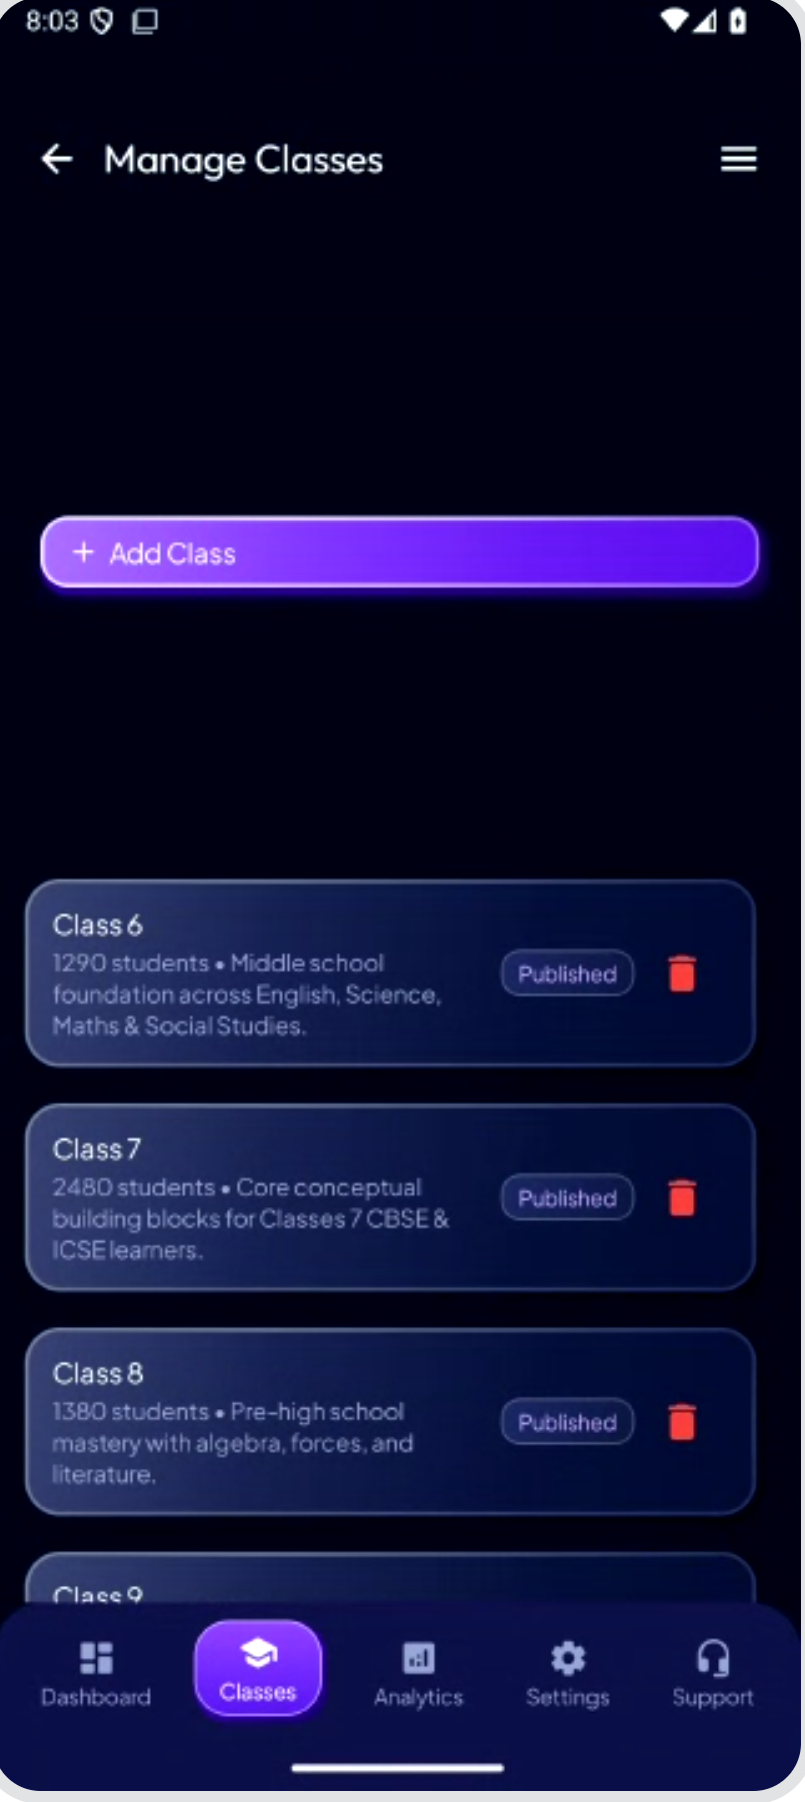 8:03
Manage Classes
+ Add Class
Class 6
1290 students • Middle school
foundation across English, Science,
Maths & Social Studies.
Published
Class 7
2480 students • Core conceptual
building blocks for Classes 7 CBSE &
ICSE learners.
Published
Class 8
1380 students • Pre-high school
mastery with algebra, forces, and
literature.
Published
Class 9
Dashboard
Classes
Analytics
Settings
Support